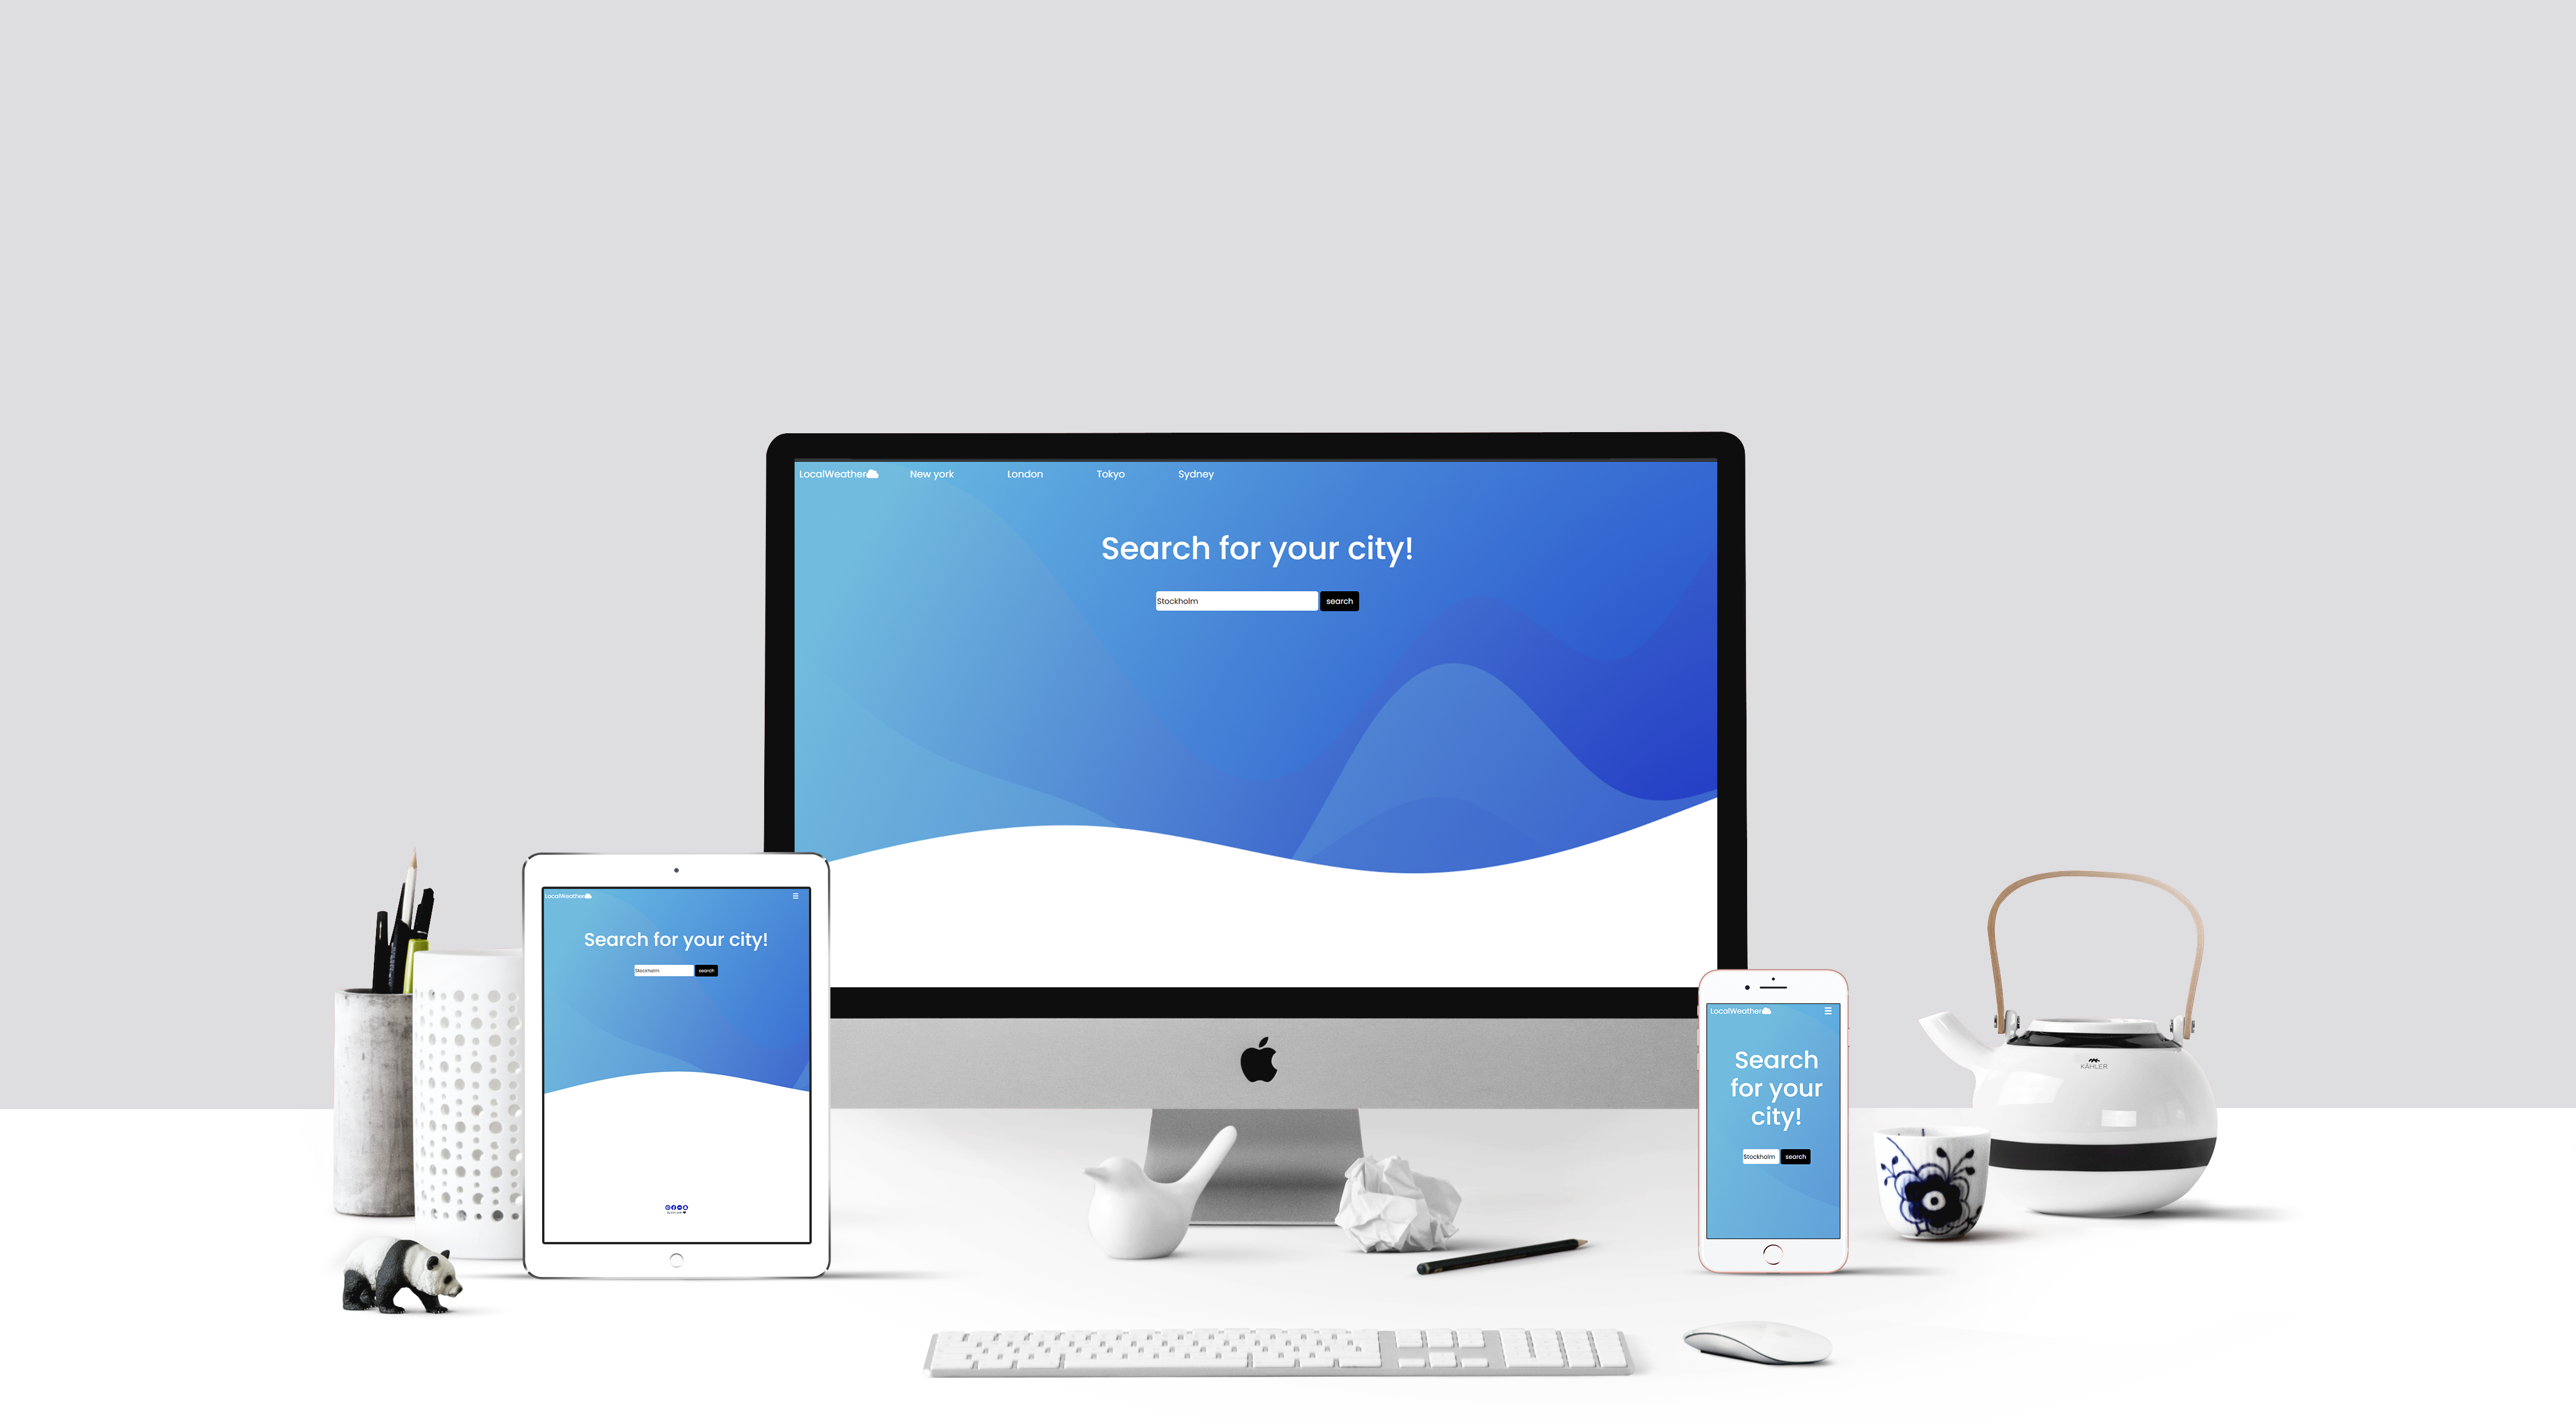 LocalWeather New york London Tokyo Sydney
Search for your city!
Stockholm search
LocalWeather
Search for your city!
Stockholm search
LocalWeather
Search
for your
city!
Stockholm search
KÄHLER